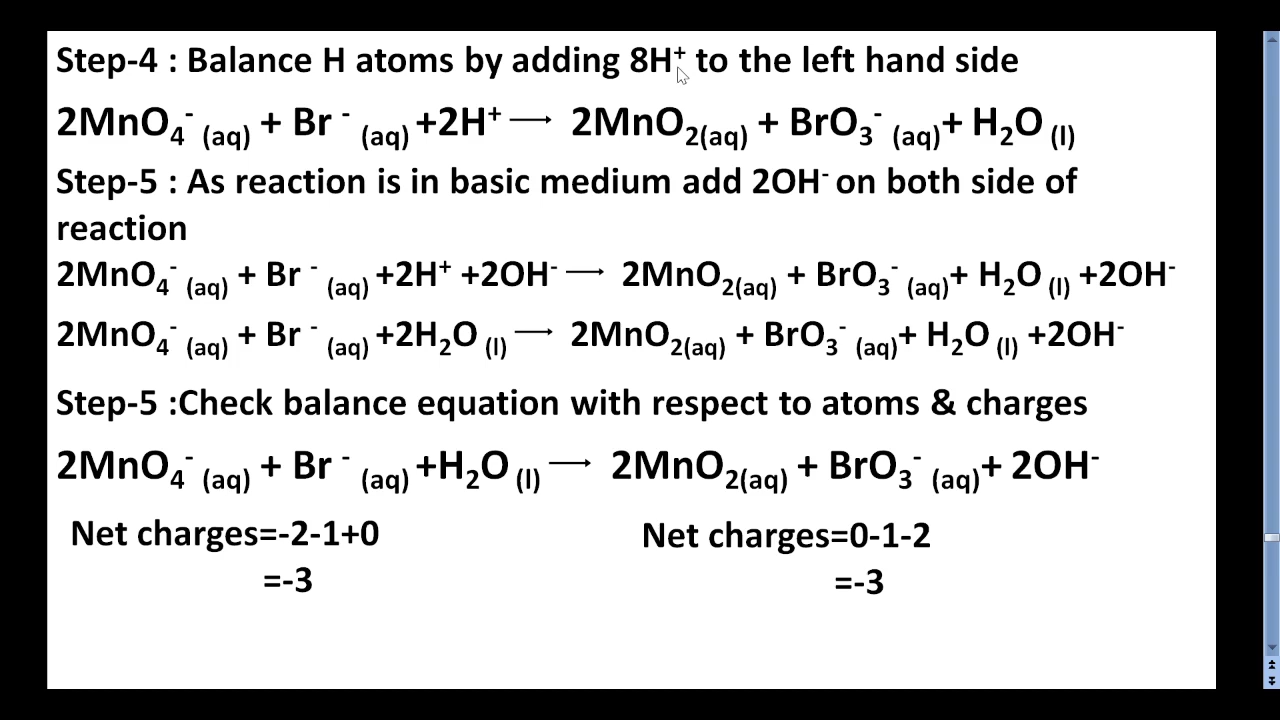 Step-4 : Balance H atoms by adding 8H⁺ to the left hand side
2MnO₄⁻ (aq) + Br ⁻ (aq) +2H⁺ ⟶ 2MnO₂(aq) + BrO₃⁻ (aq)+ H₂O (l)
Step-5 : As reaction is in basic medium add 2OH⁻ on both side of
reaction
2MnO₄⁻ (aq) + Br ⁻ (aq) +2H⁺ +2OH⁻ ⟶ 2MnO₂(aq) + BrO₃⁻ (aq)+ H₂O (l) +2OH⁻
2MnO₄⁻ (aq) + Br ⁻ (aq) +2H₂O (l) ⟶ 2MnO₂(aq) + BrO₃⁻ (aq)+ H₂O (l) +2OH⁻
Step-5 :Check balance equation with respect to atoms & charges
2MnO₄⁻ (aq) + Br ⁻ (aq) +H₂O (l) ⟶ 2MnO₂(aq) + BrO₃⁻ (aq)+ 2OH⁻
Net charges=-2-1+0 Net charges=0-1-2
=-3 =-3